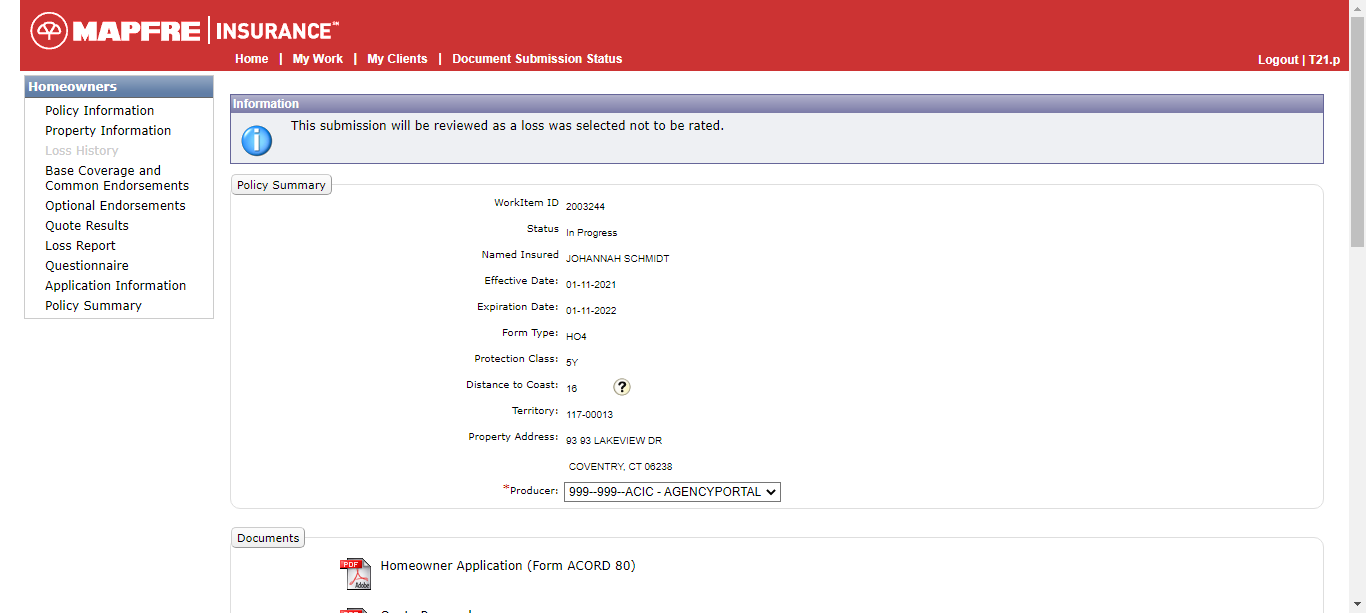 MAPFRE | INSURANCE℠
Home | My Work | My Clients | Document Submission Status
Logout | T21.p
Homeowners
Policy Information
Property Information
Loss History
Base Coverage and
Common Endorsements
Optional Endorsements
Quote Results
Loss Report
Questionnaire
Application Information
Policy Summary
Information
This submission will be reviewed as a loss was selected not to be rated.
Policy Summary
WorkItem ID 2003244
Status In Progress
Named Insured JOHANNAH SCHMIDT
Effective Date: 01-11-2021
Expiration Date: 01-11-2022
Form Type: HO4
Protection Class: 5Y
Distance to Coast: 16 ?
Territory: 117-00013
Property Address: 93 93 LAKEVIEW DR
COVENTRY, CT 06238
*Producer: 999--999--ACIC - AGENCYPORTAL
Documents
PDF Adobe Homeowner Application (Form ACORD 80)